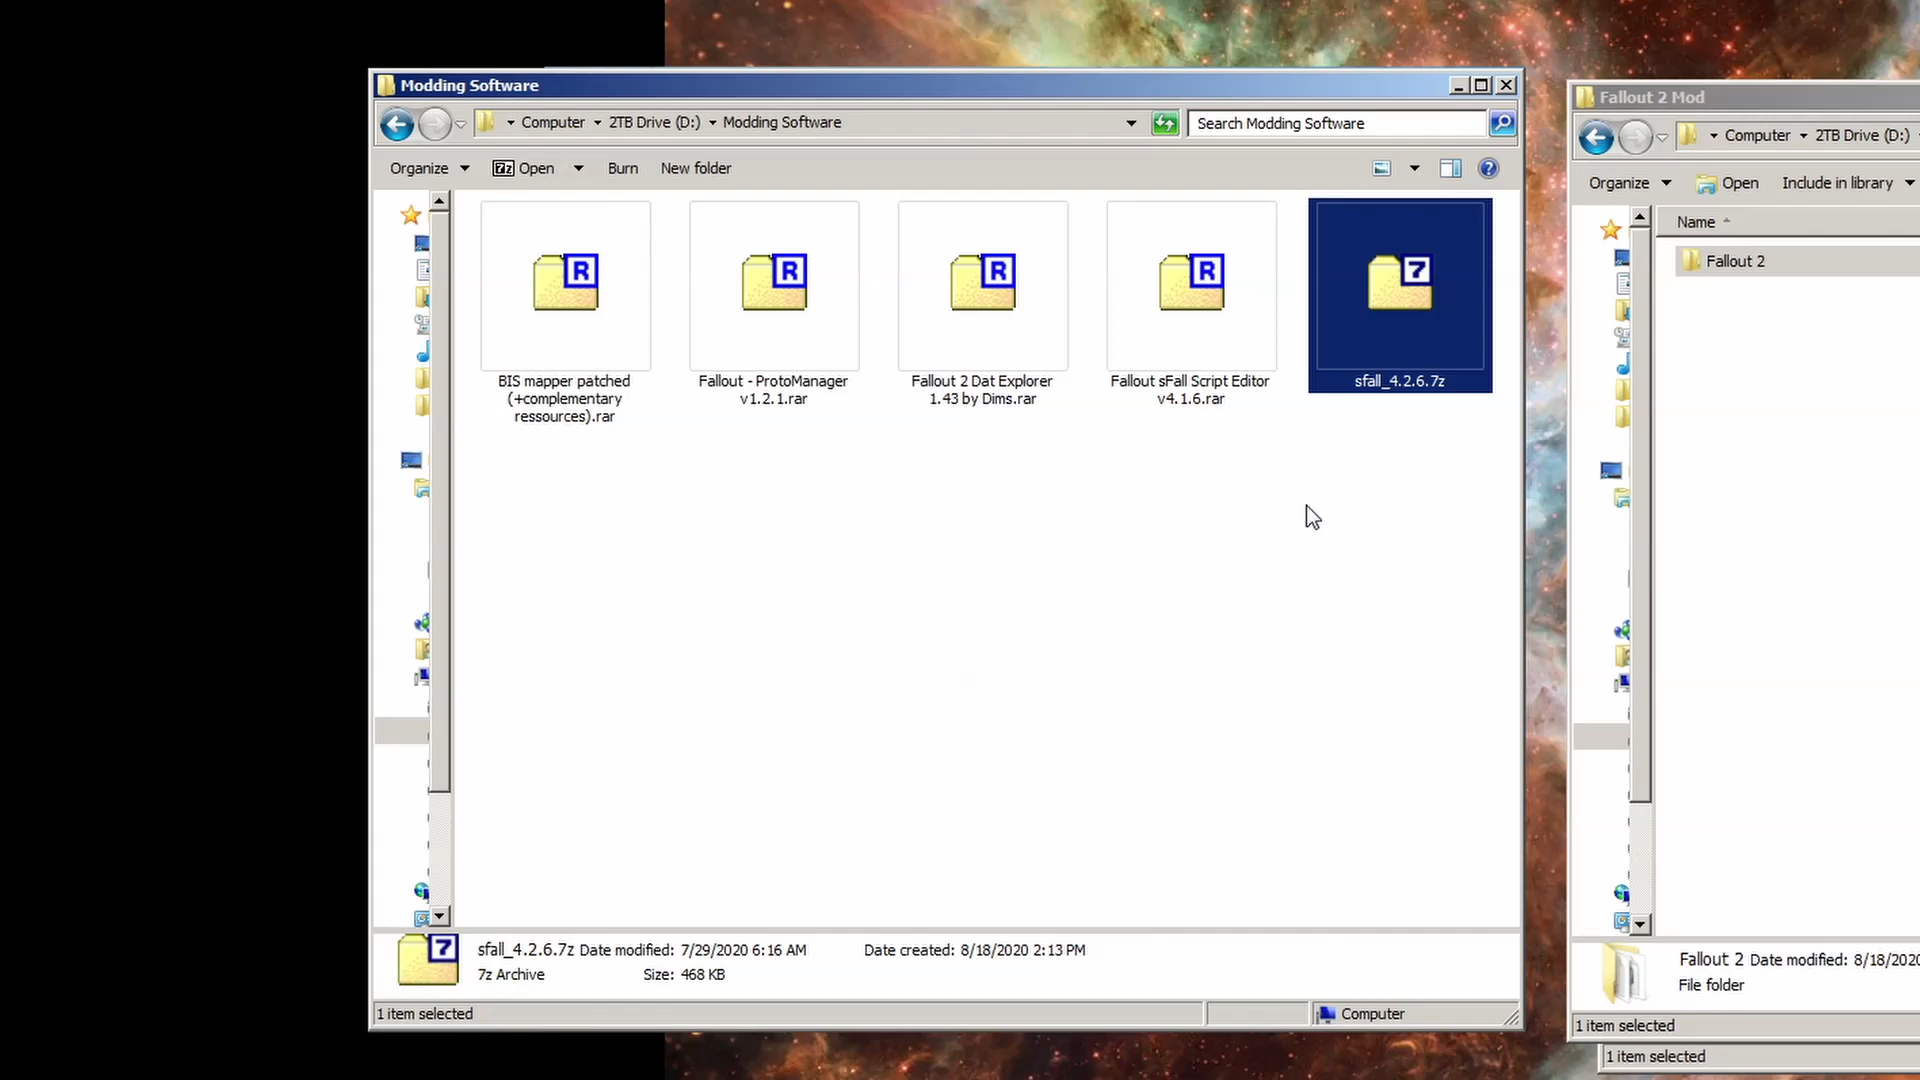 Modding Software
Computer 2TB Drive (D:) Modding Software
Search Modding Software
Organize Open Burn New folder
BIS mapper patched
(+complementary
ressources).rar
Fallout - ProtoManager
v1.2.1.rar
Fallout 2 Dat Explorer
1.43 by Dims.rar
Fallout sFall Script Editor
v4.1.6.rar
sfall_4.2.6.7z
sfall_4.2.6.7z Date modified: 7/29/2020 6:16 AM Date created: 8/18/2020 2:13 PM
7z Archive Size: 468 KB
1 item selected
Computer
Fallout 2 Mod
Computer 2TB Drive (D:)
Organize Open Include in library
Name
Fallout 2
Fallout 2 Date modified: 8/18/2020
File folder
1 item selected
1 item selected